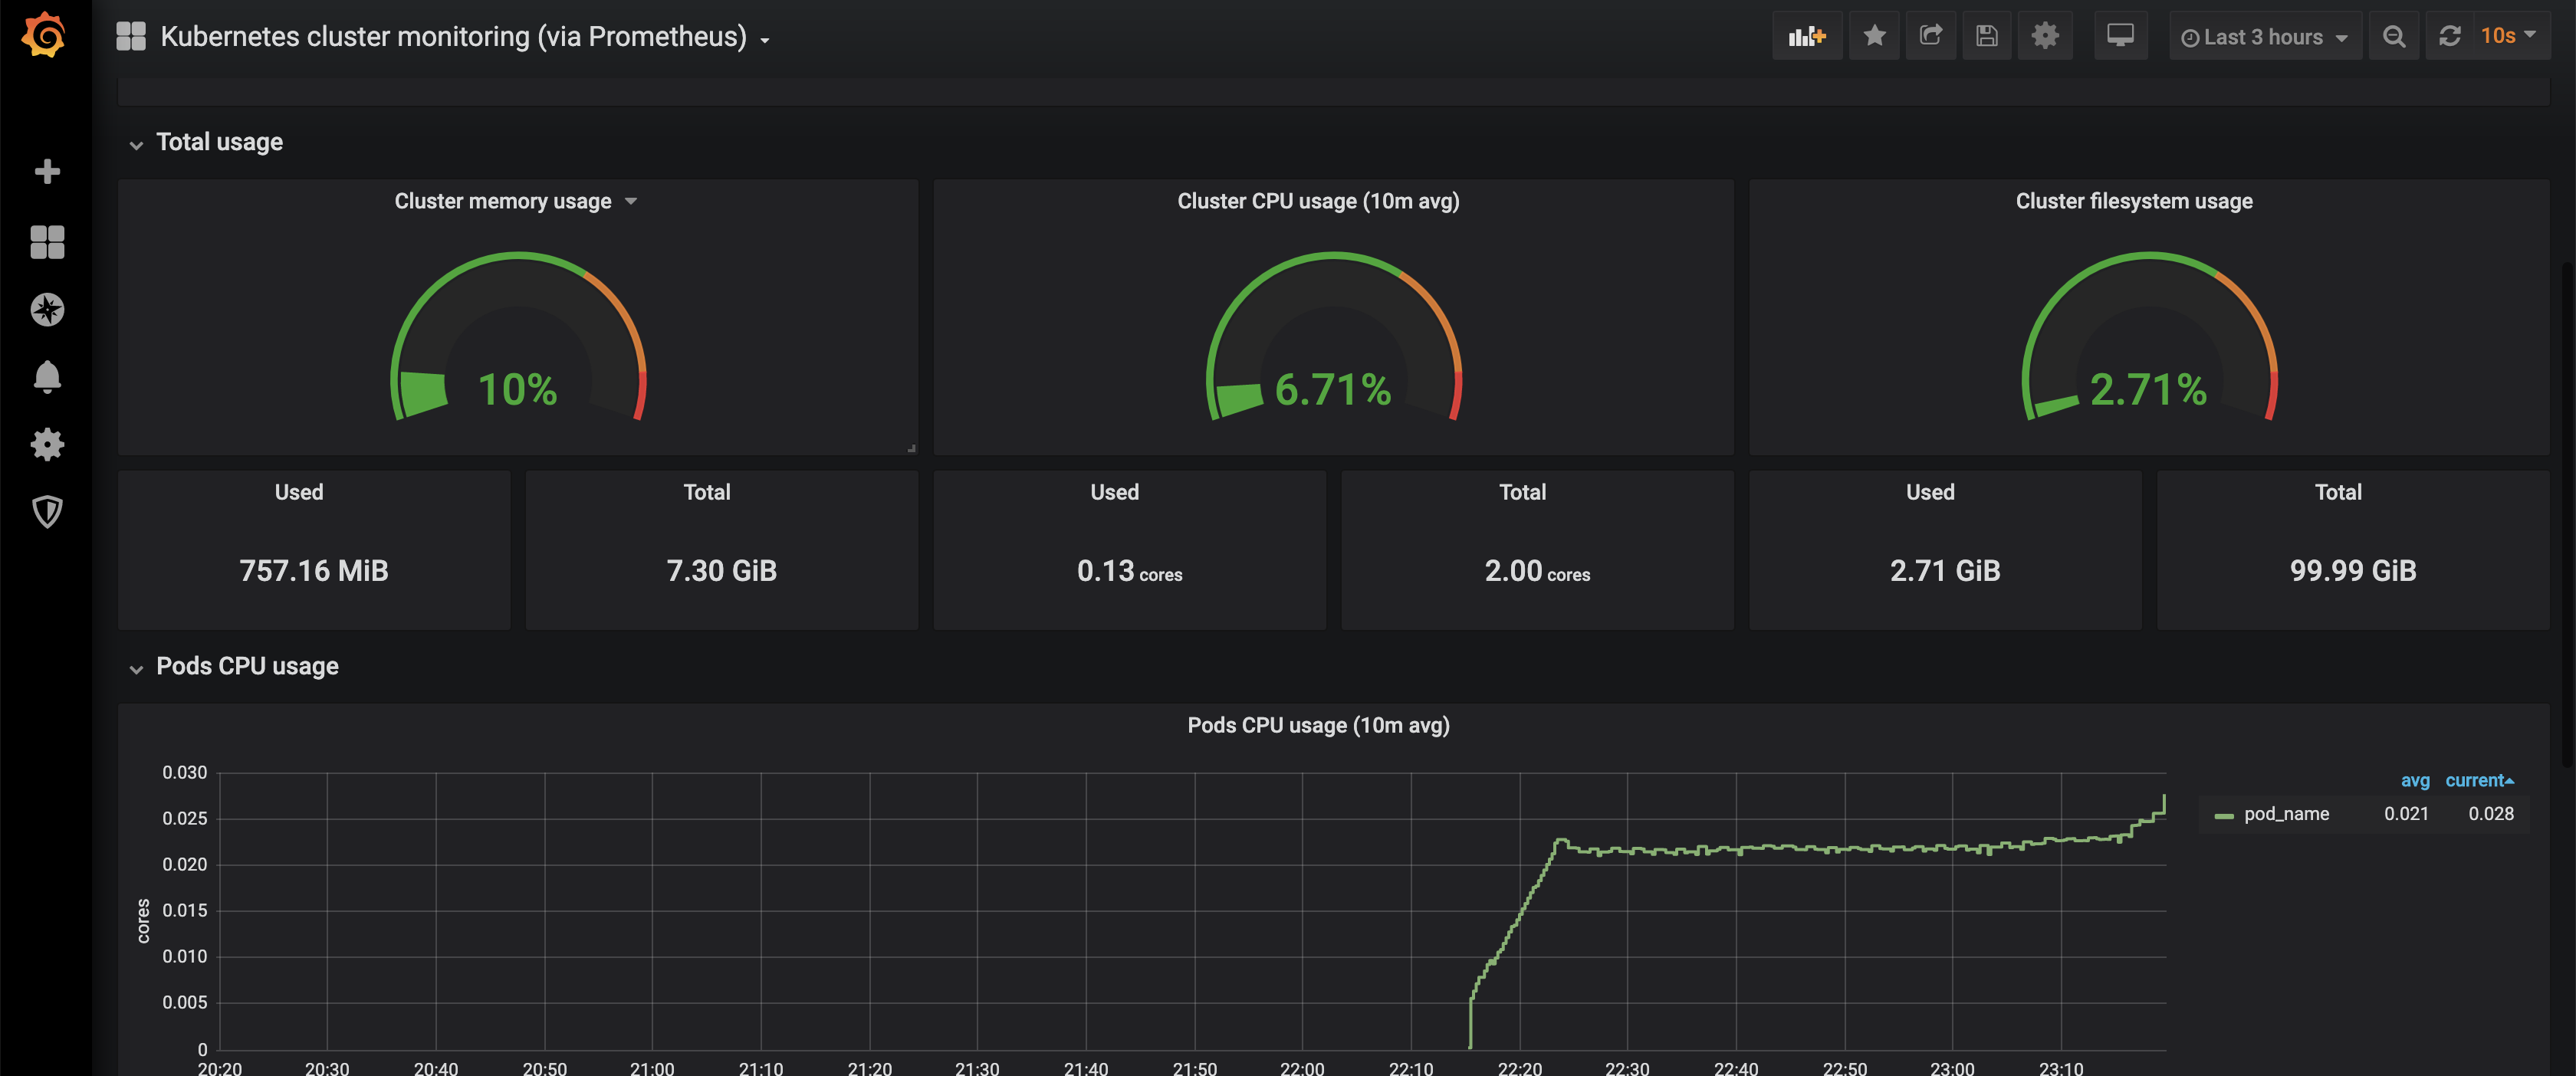 Kubernetes cluster monitoring (via Prometheus)
Last 3 hours
10s
Total usage
Cluster memory usage
Cluster CPU usage (10m avg)
Cluster filesystem usage
10%
6.71%
2.71%
Used
Total
Used
Total
Used
Total
757.16 MiB
7.30 GiB
0.13 cores
2.00 cores
2.71 GiB
99.99 GiB
Pods CPU usage
Pods CPU usage (10m avg)
0.030
0.025
0.020
0.015
0.010
0.005
0
cores
20:20 20:30 20:40 20:50 21:00 21:10 21:20 21:30 21:40 21:50 22:00 22:10 22:20 22:30 22:40 22:50 23:00 23:10
avg current
pod_name 0.021 0.028